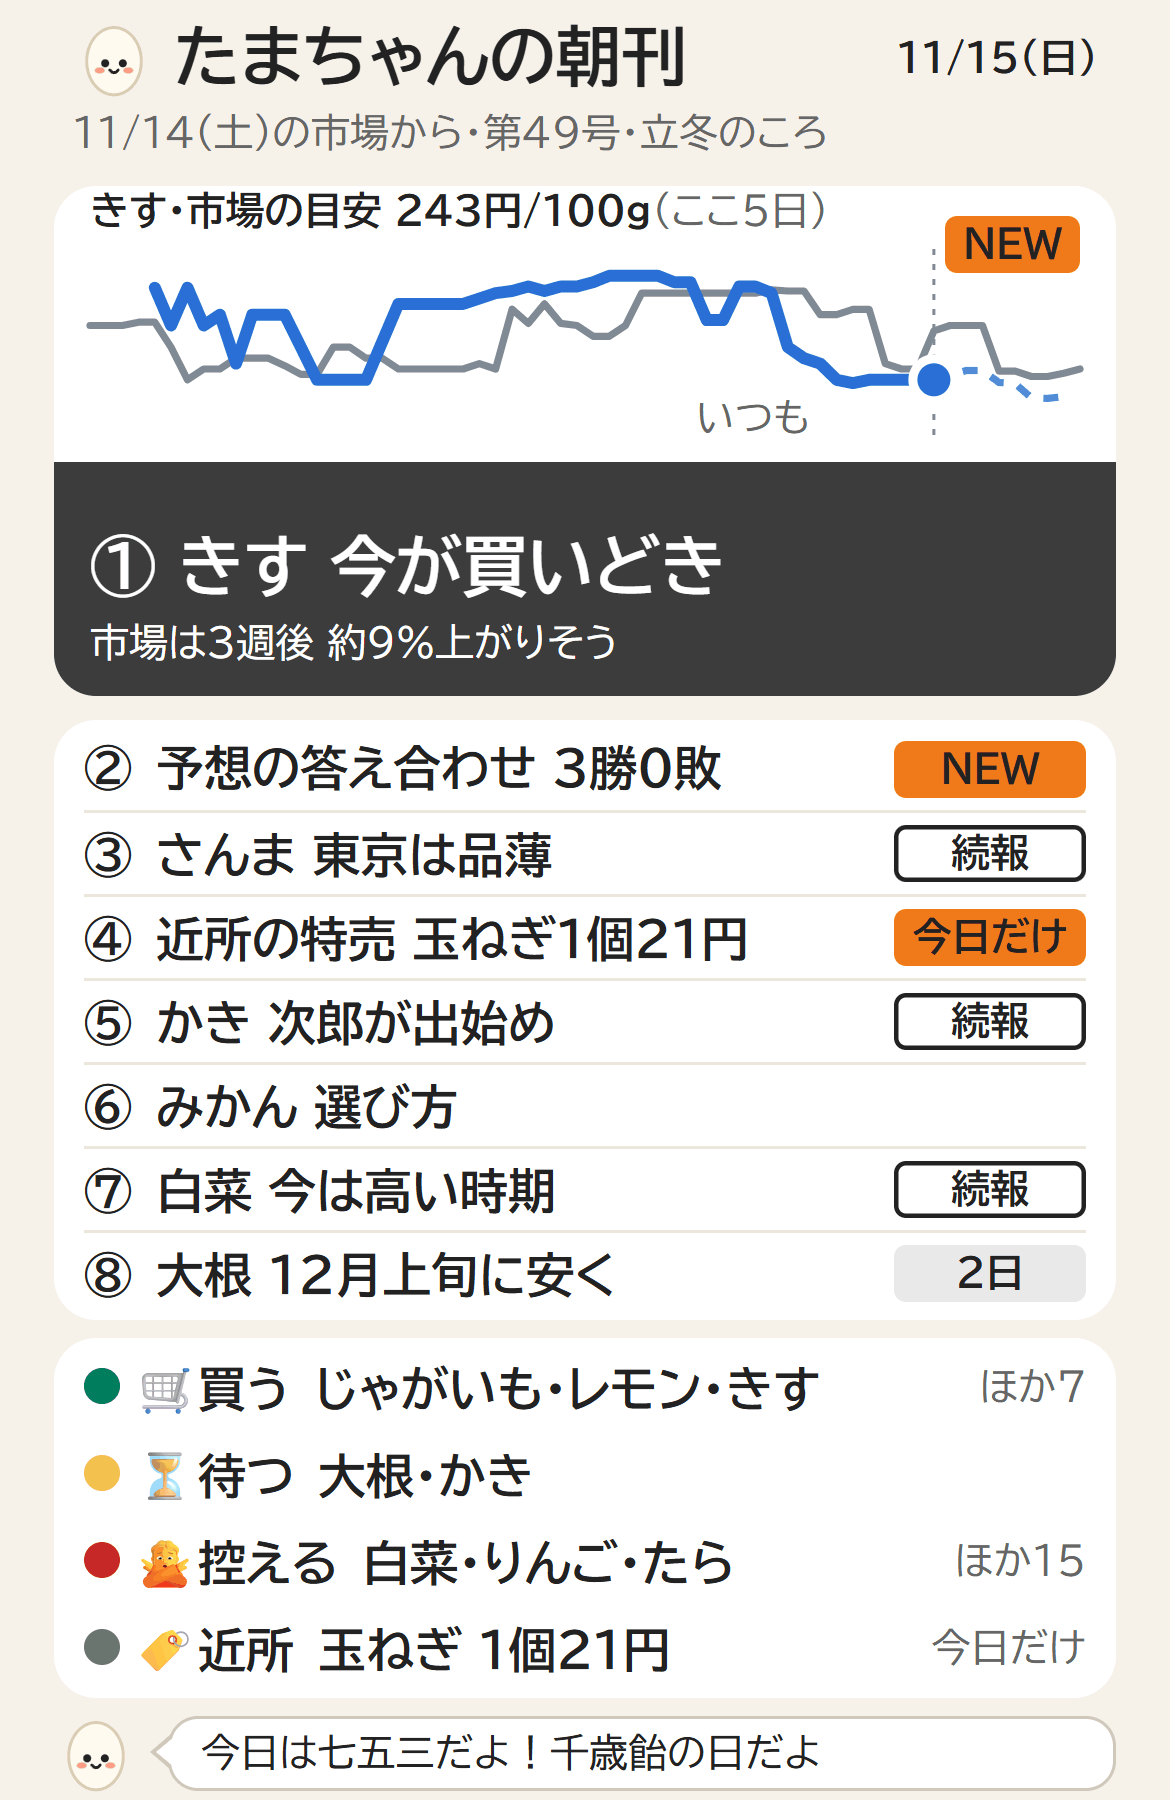 たまちゃんの朝刊
11/15(日)
11/14(土)の市場から・第49号・立冬のころ
きす・市場の目安 243円/100g(ここ5日)
NEW
いつも
① きす 今が買いどき
市場は3週後 約9%上がりそう
② 予想の答え合わせ 3勝0敗 NEW
③ さんま 東京は品薄 続報
④ 近所の特売 玉ねぎ1個21円 今日だけ
⑤ かき 次郎が出始め 続報
⑥ みかん 選び方
⑦ 白菜 今は高い時期 続報
⑧ 大根 12月上旬に安く 2日
買う じゃがいも・レモン・きす ほか7
待つ 大根・かき
控える 白菜・りんご・たら ほか15
近所 玉ねぎ 1個21円 今日だけ
今日は七五三だよ！千歳飴の日だよ